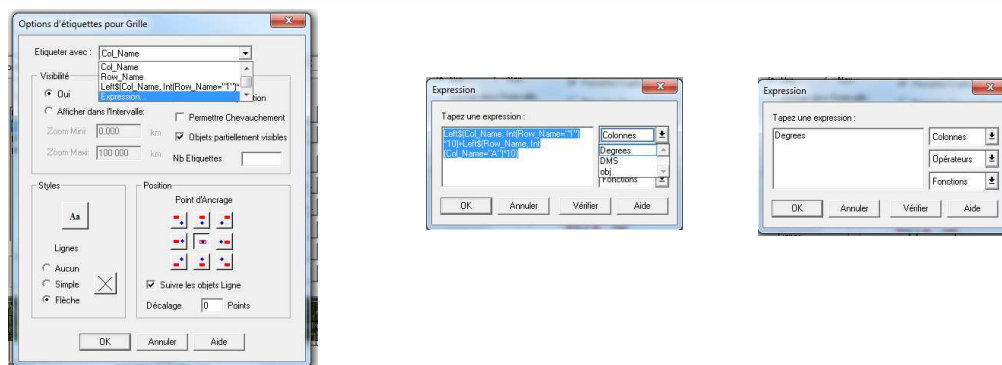 Options d'étiquettes pour Grille
Etiqueter avec :
Col_Name
Col_Name
Row_Name
Left$(Col_Name, Int(Row_Name="1")*
Expression...
Visibilité
Oui
Afficher dans l'Intervalle:
Zoom Mini:
0,000
km
Zoom Maxi:
100 000
km
Permettre Chevauchement
Objets partiellement visibles
Nb Etiquettes
Styles
Aa
Lignes
Aucun
Simple
Flèche
Position
Point d'Ancrage
Suivre les objets Ligne
Décalage
0
Points
OK
Annuler
Aide
Expression
Tapez une expression :
Left$(Col_Name, Int(Row_Name="1")
*10)+Left$(Row_Name, Int
(Col_Name="A")*10)
Colonnes
Degrees
DMS
obj
Fonctions
OK
Annuler
Vérifier
Aide
Expression
Tapez une expression :
Degrees
Colonnes
Opérateurs
Fonctions
OK
Annuler
Vérifier
Aide